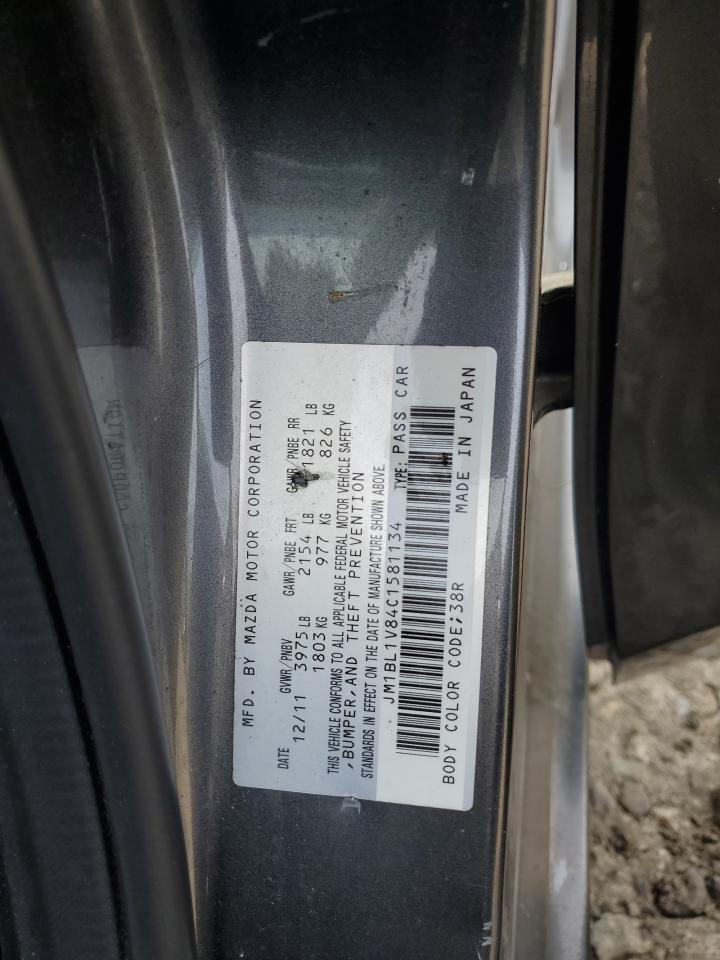 MFD. BY MAZDA MOTOR CORPORATION
DATE GVWR/PNBV GAWR/PNBE FRT GAWR/PNBE RR
12/11 3975 LB 2154 LB 1821 LB
1803 KG 977 KG 826 KG
THIS VEHICLE CONFORMS TO ALL APPLICABLE FEDERAL MOTOR VEHICLE SAFETY
,BUMPER,AND THEFT PREVENTION
STANDARDS IN EFFECT ON THE DATE OF MANUFACTURE SHOWN ABOVE.
JM1BL1V84C1581134 TYPE: PASS CAR
BODY COLOR CODE;38R MADE IN JAPAN